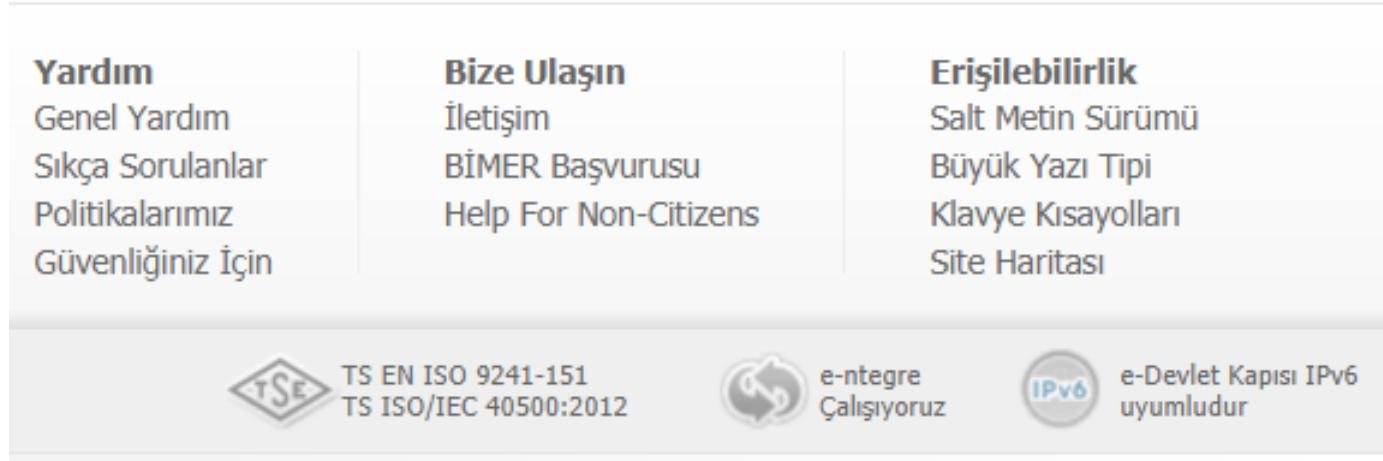 Yardım
Genel Yardım
Sıkça Sorulanlar
Politikalarımız
Güvenliğiniz İçin
Bize Ulaşın
İletişim
BİMER Başvurusu
Help For Non-Citizens
Erişilebilirlik
Salt Metin Sürümü
Büyük Yazı Tipi
Klavye Kısayolları
Site Haritası
TSE
TS EN ISO 9241-151
TS ISO/IEC 40500:2012
e-ntegre
Çalışıyoruz
IPv6
e-Devlet Kapısı IPv6
uyumludur